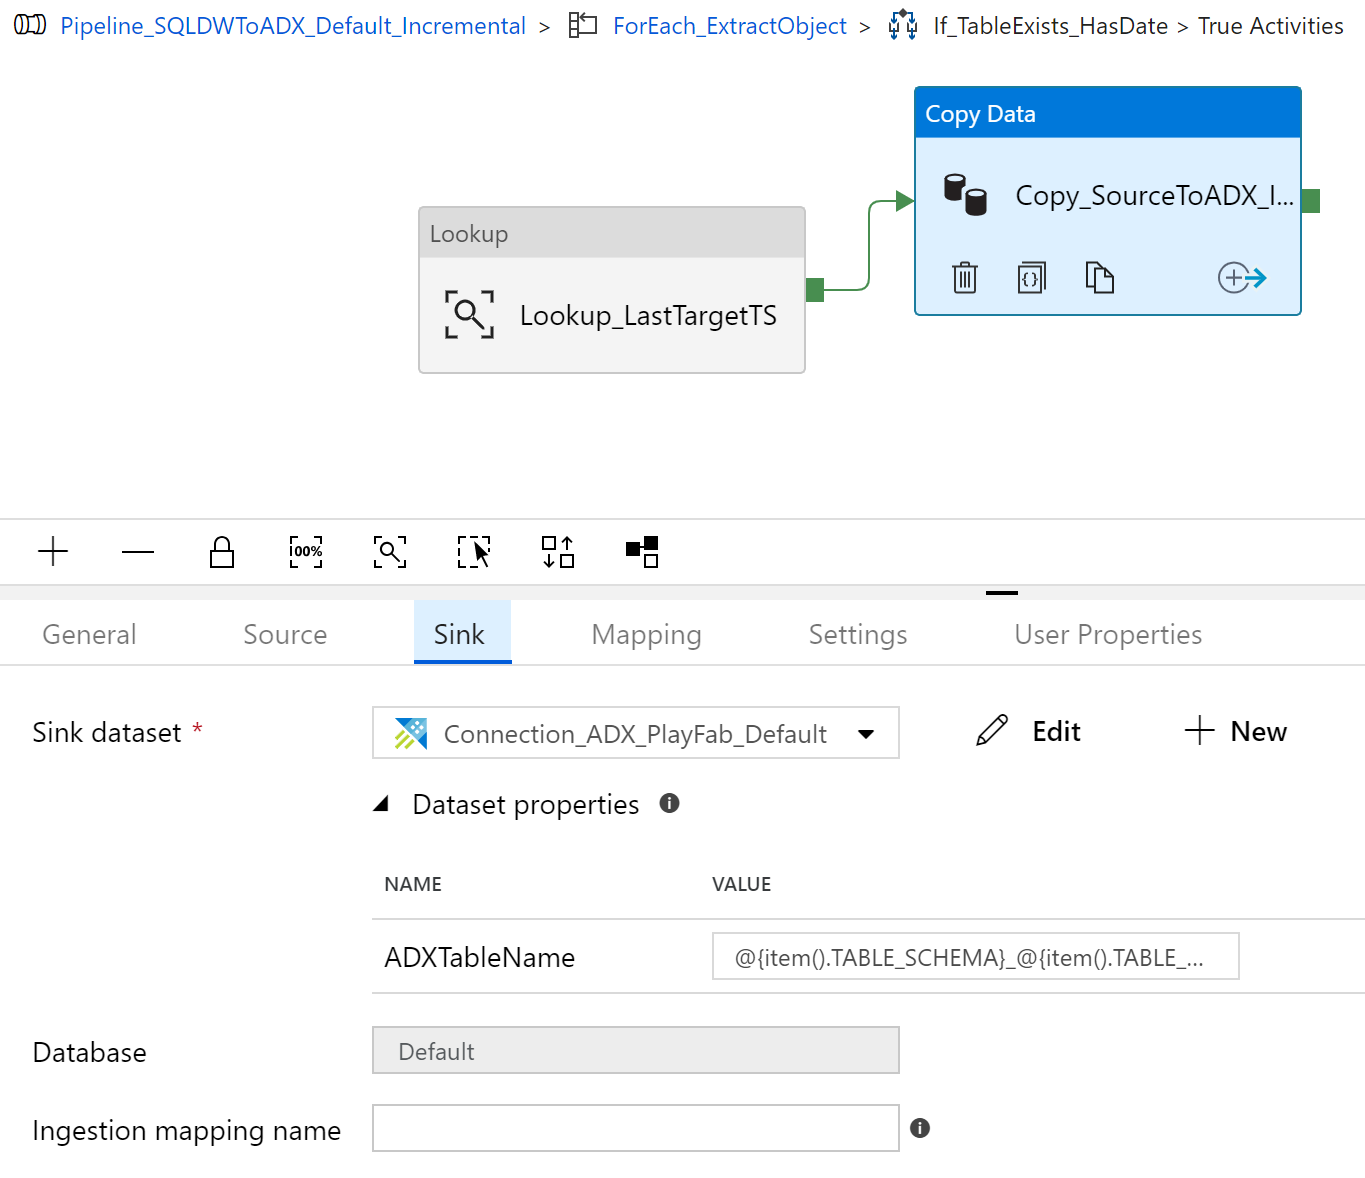 Pipeline_SQLDWToADX_Default_Incremental > ForEach_ExtractObject > If_TableExists_HasDate > True Activities
Copy Data
Copy_SourceToADX_I...
Lookup
Lookup_LastTargetTS
{}
00%
General Source Sink Mapping Settings User Properties
Sink dataset * Connection_ADX_PlayFab_Default Edit New
Dataset properties
NAME VALUE
ADXTableName @{item().TABLE_SCHEMA}_@{item().TABLE_...
Database Default
Ingestion mapping name